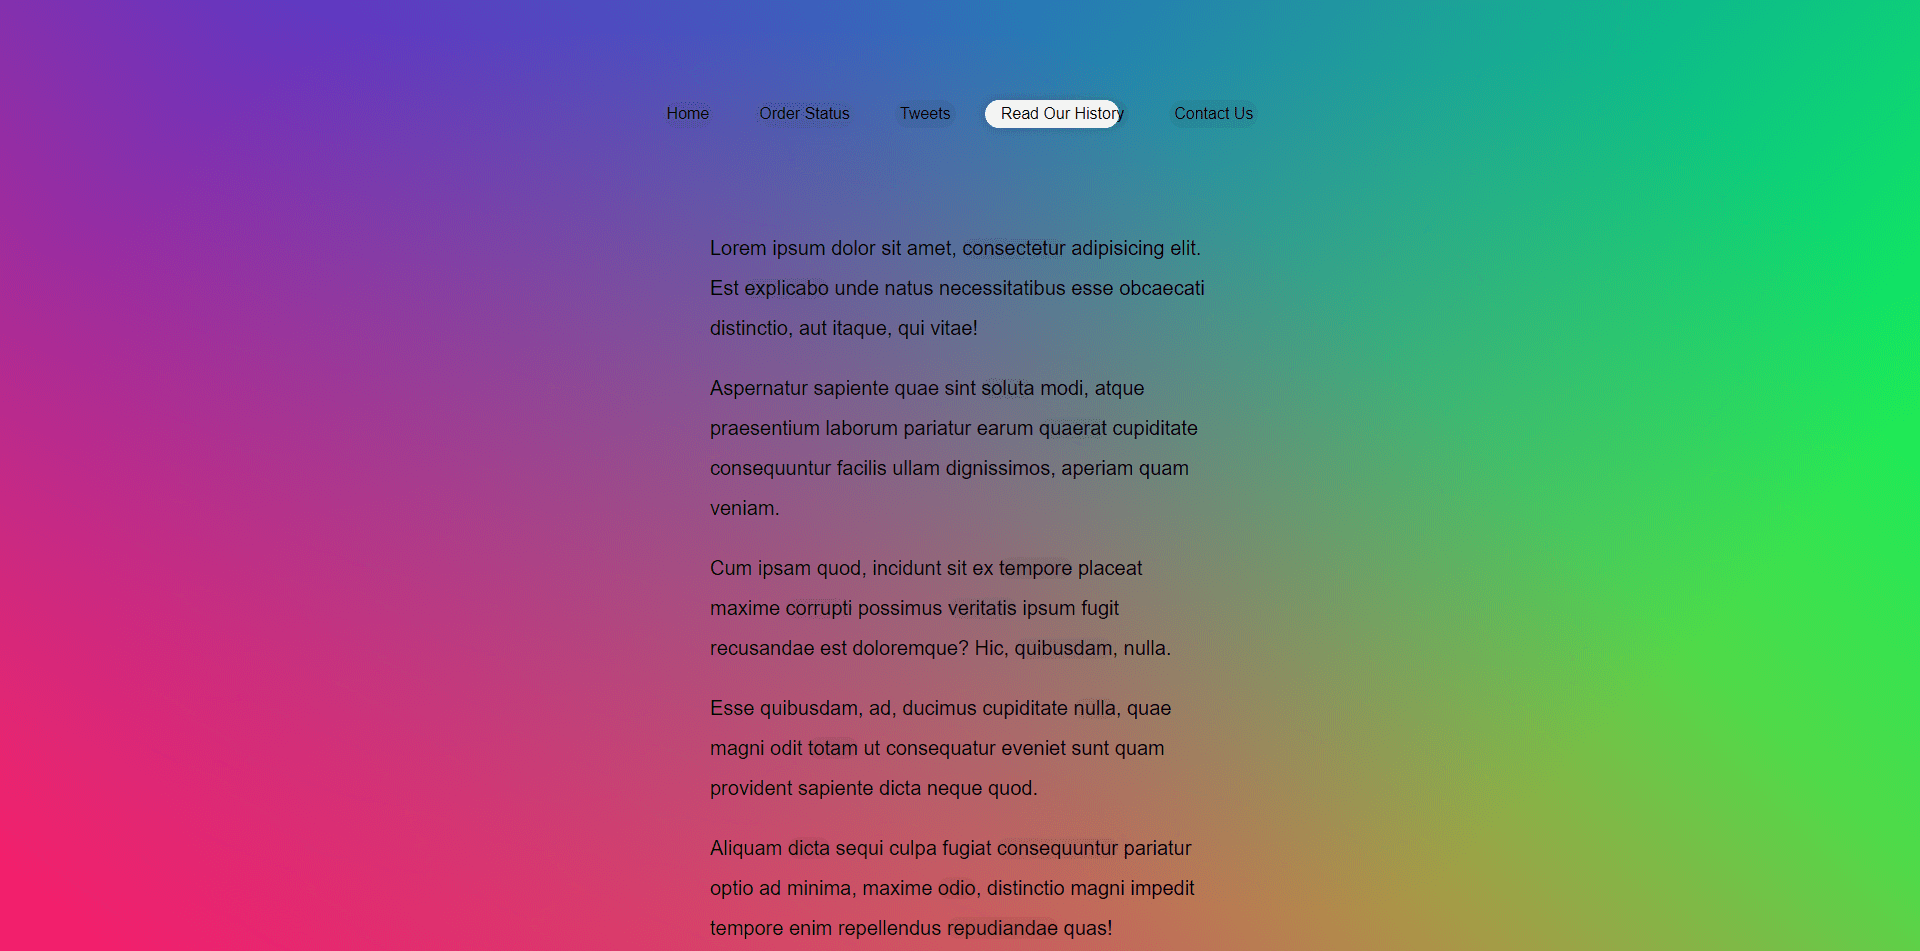 Home Order Status Tweets Read Our History Contact Us
Lorem ipsum dolor sit amet, consectetur adipisicing elit.
Est explicabo unde natus necessitatibus esse obcaecati
distinctio, aut itaque, qui vitae!
Aspernatur sapiente quae sint soluta modi, atque
praesentium laborum pariatur earum quaerat cupiditate
consequuntur facilis ullam dignissimos, aperiam quam
veniam.
Cum ipsam quod, incidunt sit ex tempore placeat
maxime corrupti possimus veritatis ipsum fugit
recusandae est doloremque? Hic, quibusdam, nulla.
Esse quibusdam, ad, ducimus cupiditate nulla, quae
magni odit totam ut consequatur eveniet sunt quam
provident sapiente dicta neque quod.
Aliquam dicta sequi culpa fugiat consequuntur pariatur
optio ad minima, maxime odio, distinctio magni impedit
tempore enim repellendus repudiandae quas!